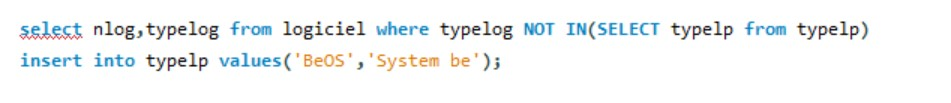 select nlog,typelog from logiciel where typelog NOT IN(SELECT typelp from typelp)
insert into typelp values('BeOS','System be');